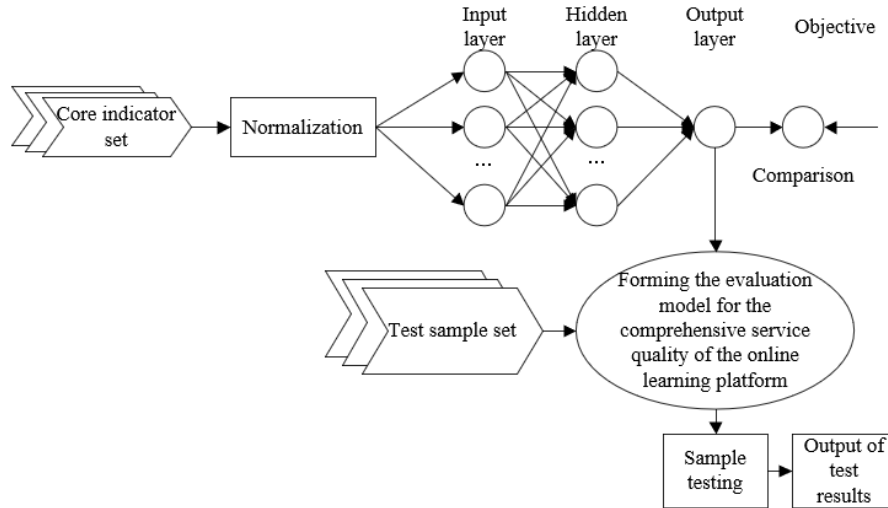 Input
layer
Hidden
layer
Output
layer
Objective
Core indicator
set
Normalization
...
...
Comparison
Test sample set
Forming the evaluation
model for the
comprehensive service
quality of the online
learning platform
Sample
testing
Output of
test
results